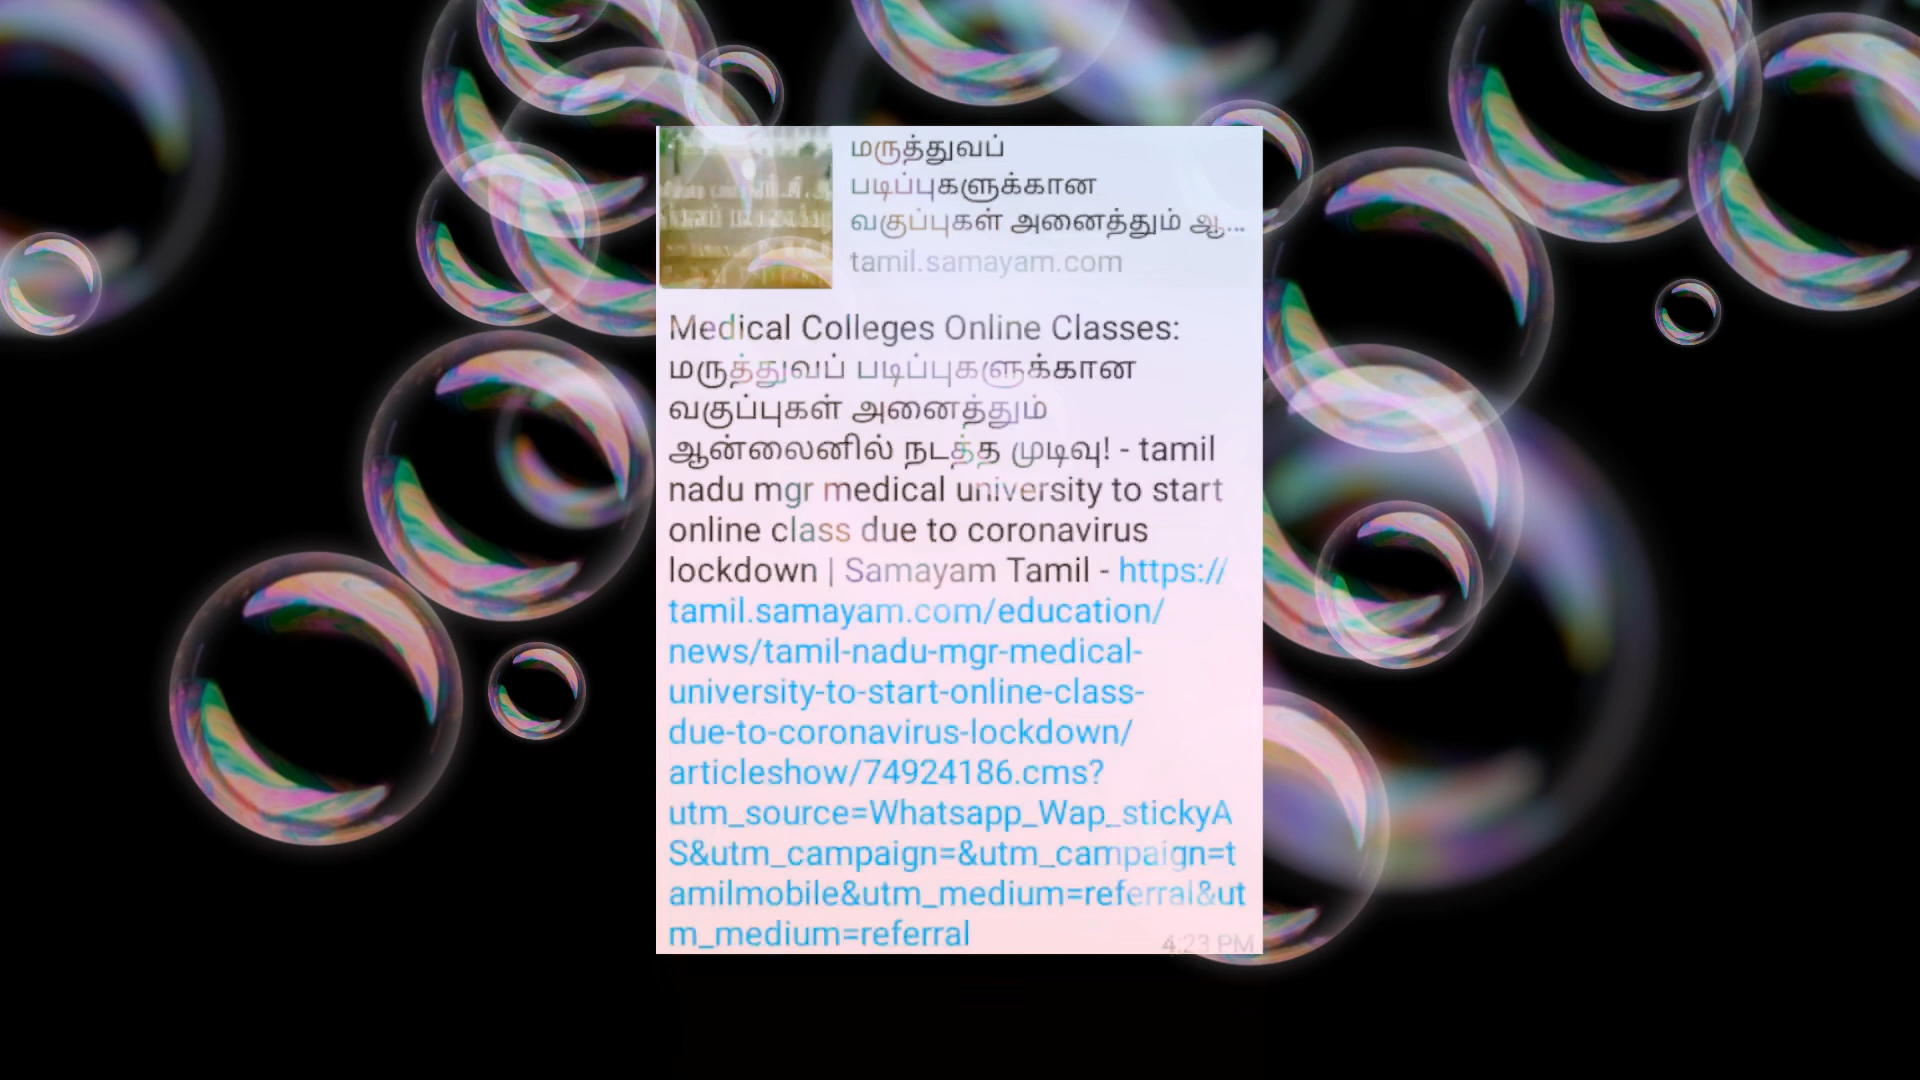 மருத்துவப்
படிப்புகளுக்கான
வகுப்புகள் அனைத்தும் ஆ...
tamil.samayam.com
Medical Colleges Online Classes:
மருத்துவப் படிப்புகளுக்கான
வகுப்புகள் அனைத்தும்
ஆன்லைனில் நடத்த முடிவு! - tamil
nadu mgr medical university to start
online class due to coronavirus
lockdown | Samayam Tamil - https://
tamil.samayam.com/education/
news/tamil-nadu-mgr-medical-
university-to-start-online-class-
due-to-coronavirus-lockdown/
articleshow/74924186.cms?
utm_source=Whatsapp_Wap_stickyA
S&utm_campaign=&utm_campaign=t
amilmobile&utm_medium=referral&ut
m_medium=referral
4:23 PM